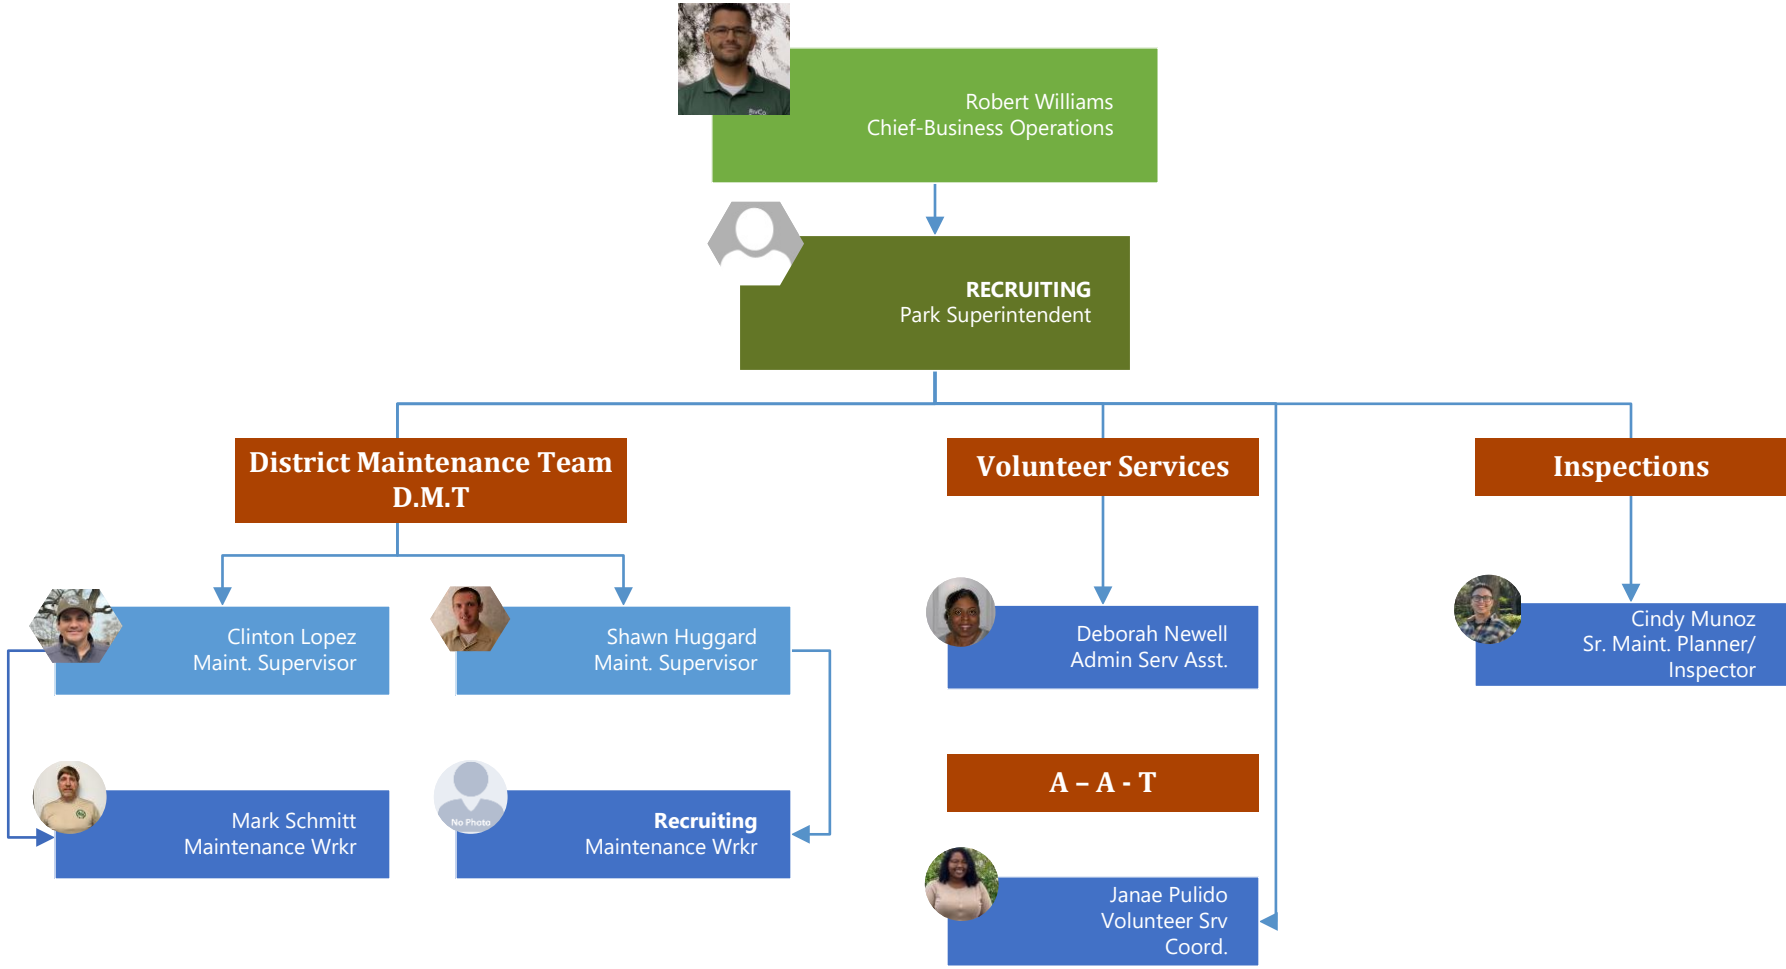 RivCo
Robert Williams
Chief-Business Operations
RECRUITING
Park Superintendent
District Maintenance Team
D.M.T
Volunteer Services
Inspections
Clinton Lopez
Maint. Supervisor
Shawn Huggard
Maint. Supervisor
Deborah Newell
Admin Serv Asst.
Cindy Munoz
Sr. Maint. Planner/
Inspector
A – A - T
Mark Schmitt
Maintenance Wrkr
No Photo
Recruiting
Maintenance Wrkr
Janae Pulido
Volunteer Srv
Coord.